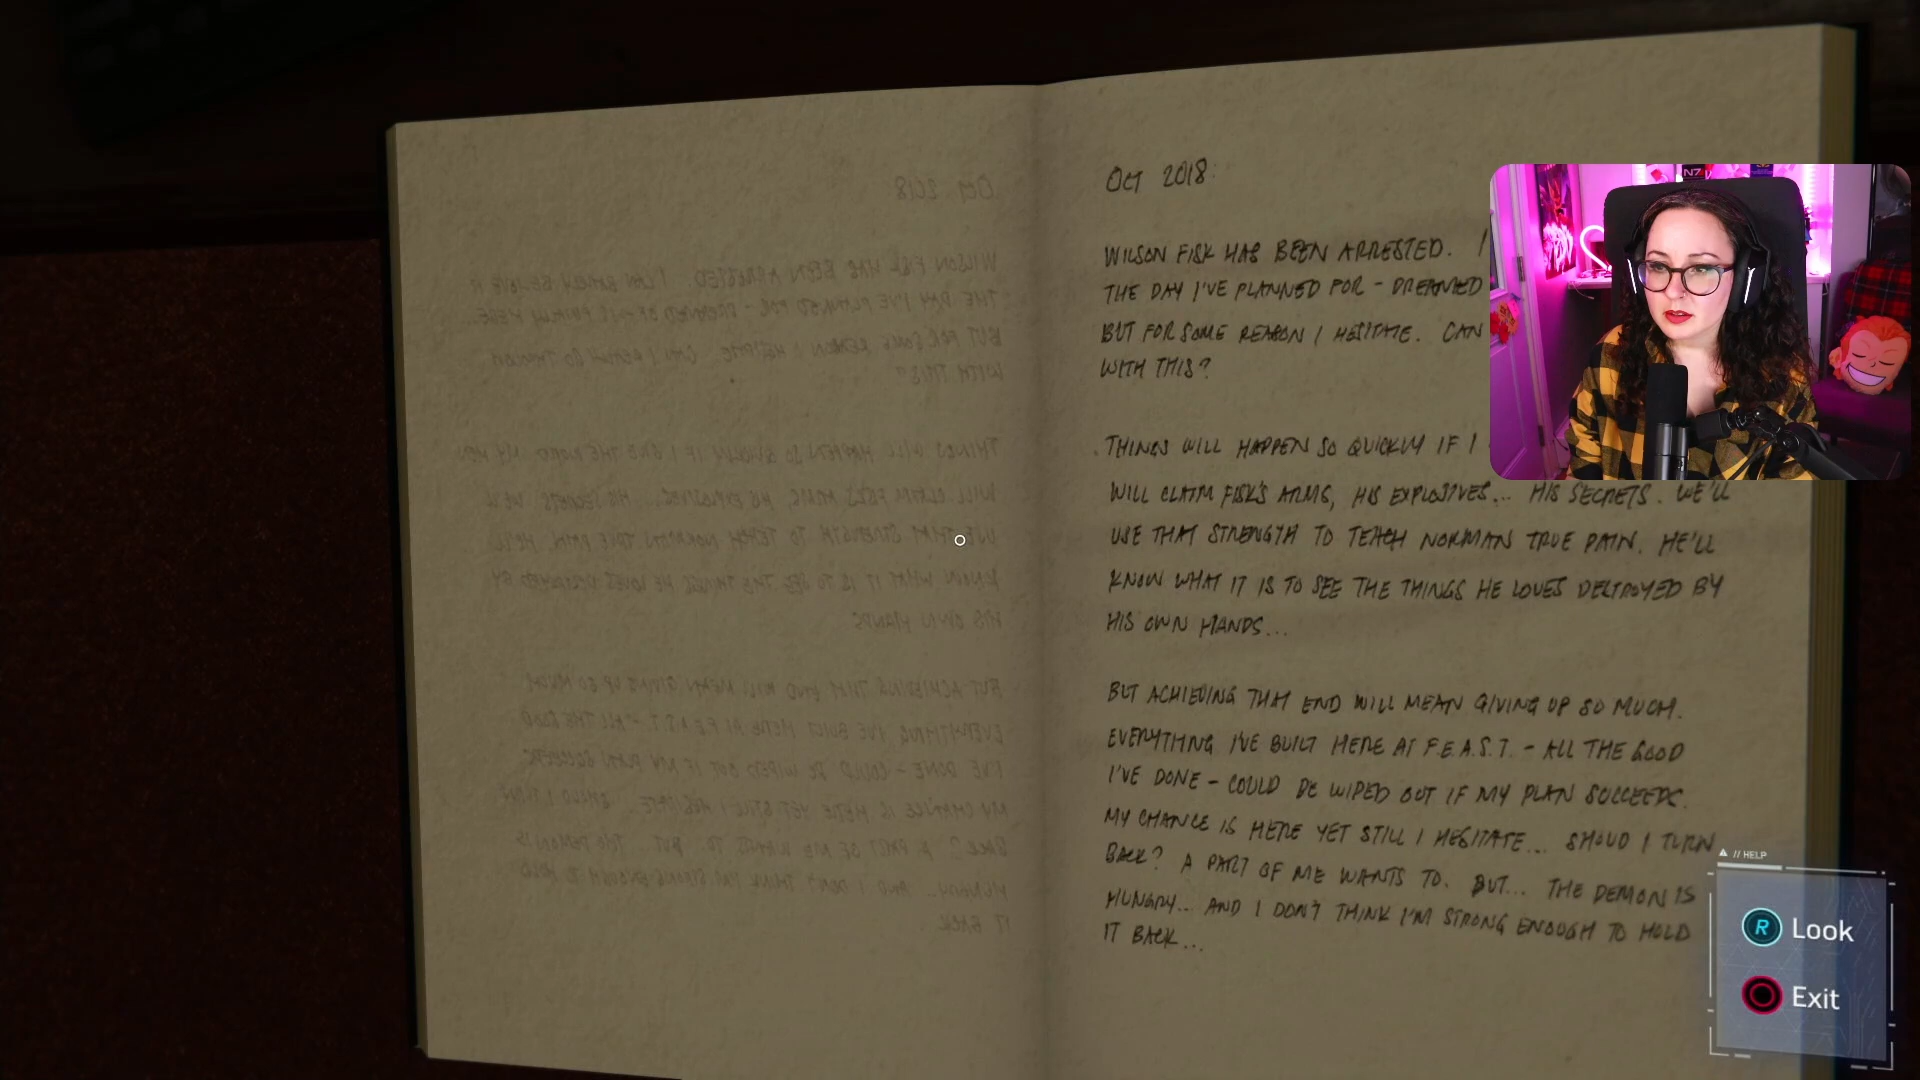 Oct 2018:
WILSON FISK HAS BEEN ARRESTED. I
THE DAY I'VE PLANNED FOR - DREAMED
BUT FOR SOME REASON I HESITATE. CAN
WITH THIS?
THINGS WILL HAPPEN SO QUICKLY IF I
WILL CLAIM FISK'S ARMS, HIS EXPLOSIVES... HIS SECRETS. WE'LL
USE THAT STRENGTH TO TEACH NORMAN TRUE PAIN. HE'LL
KNOW WHAT IT IS TO SEE THE THINGS HE LOVES DESTROYED BY
HIS OWN HANDS...
BUT ACHIEVING THAT END WILL MEAN GIVING UP SO MUCH.
EVERYTHING I'VE BUILT HERE AT F.E.A.S.T. - ALL THE GOOD
I'VE DONE - COULD BE WIPED OUT IF MY PLAN SUCCEEDS.
MY CHANCE IS HERE YET STILL I HESITATE... SHOULD I TURN
BACK? A PART OF ME WANTS TO. BUT... THE DEMON IS
HUNGRY... AND I DON'T THINK I'M STRONG ENOUGH TO HOLD
IT BACK...
N7
// HELP
R Look
Exit